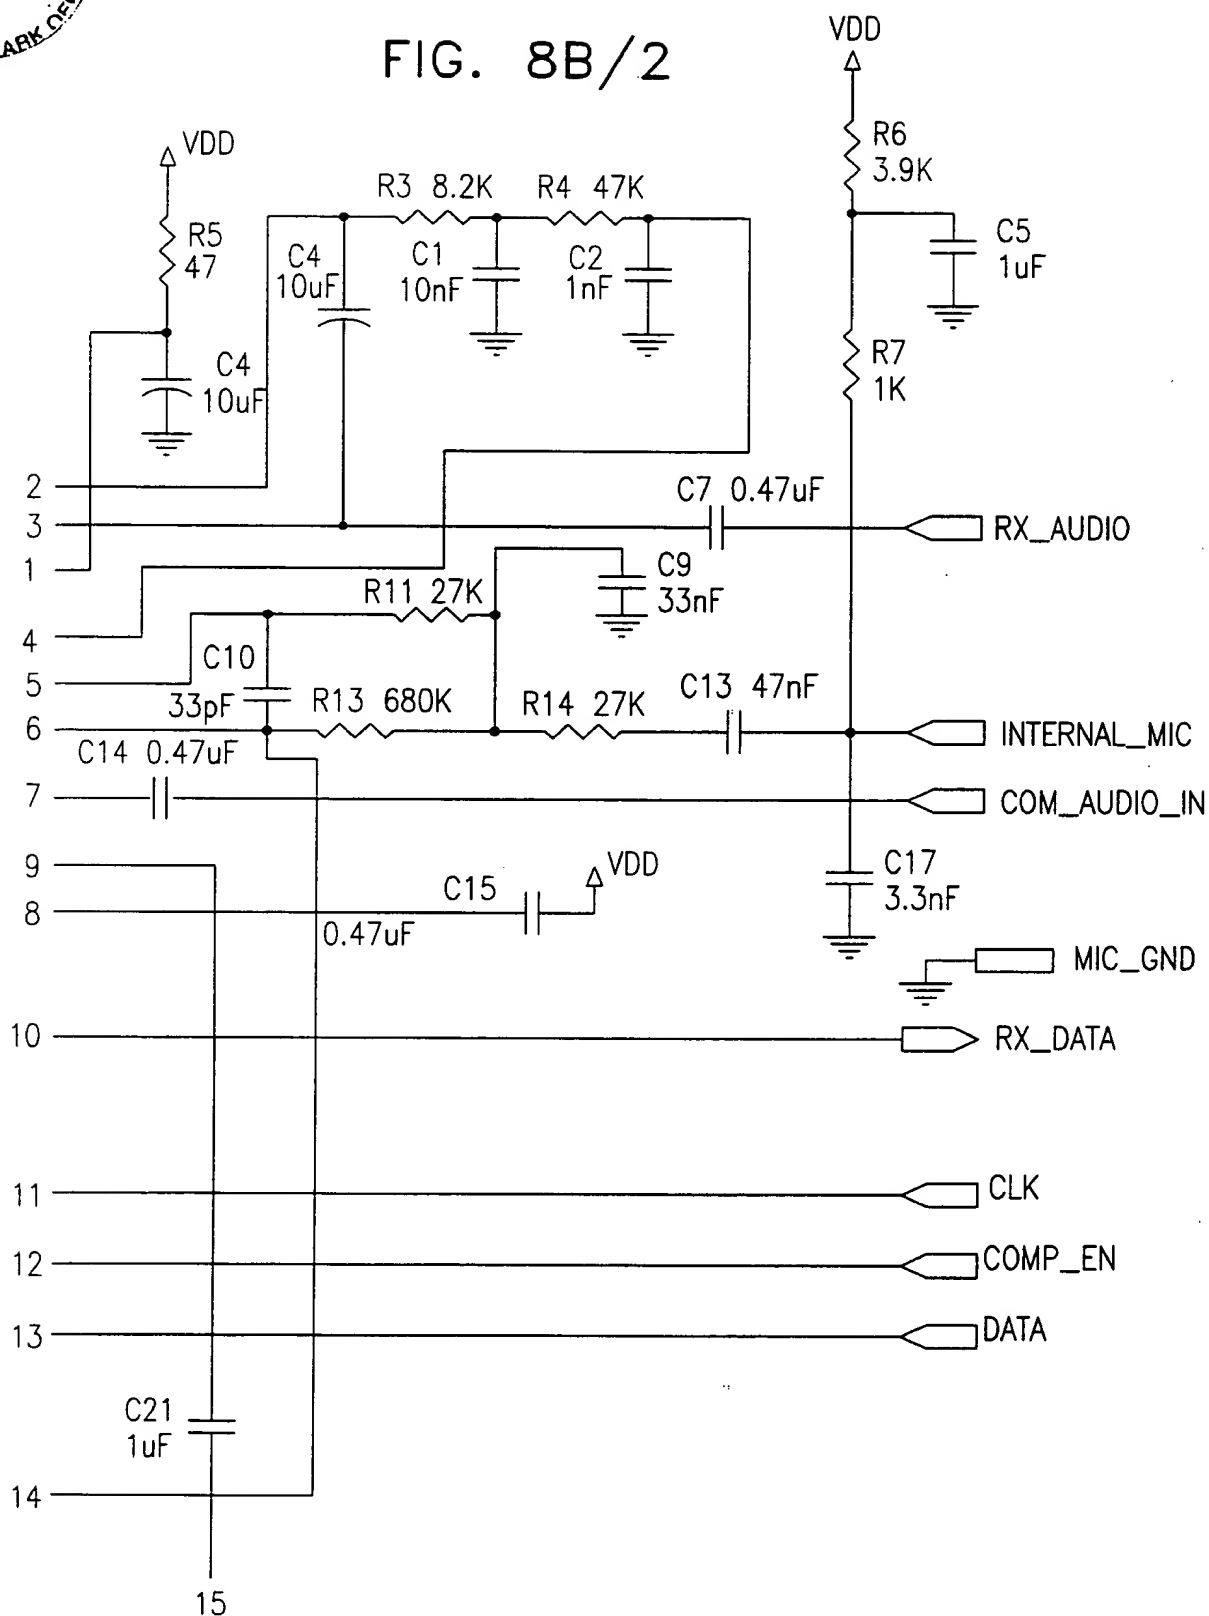 FIG. 8B/2
VDD
R6
3.9K
VDD
R3 8.2K
R4 47K
R5
47
C4
10uF
C1
10nF
C2
1nF
C5
1uF
C4
10uF
R7
1K
2
C7 0.47uF
3
RX_AUDIO
1
C9
33nF
R11 27K
4
C10
33pF
5
R13 680K
R14 27K
C13 47nF
6
INTERNAL_MIC
C14 0.47uF
7
COM_AUDIO_IN
9
C15
0.47uF
VDD
C17
3.3nF
8
MIC_GND
10
RX_DATA
11
CLK
12
COMP_EN
13
DATA
C21
1uF
14
15